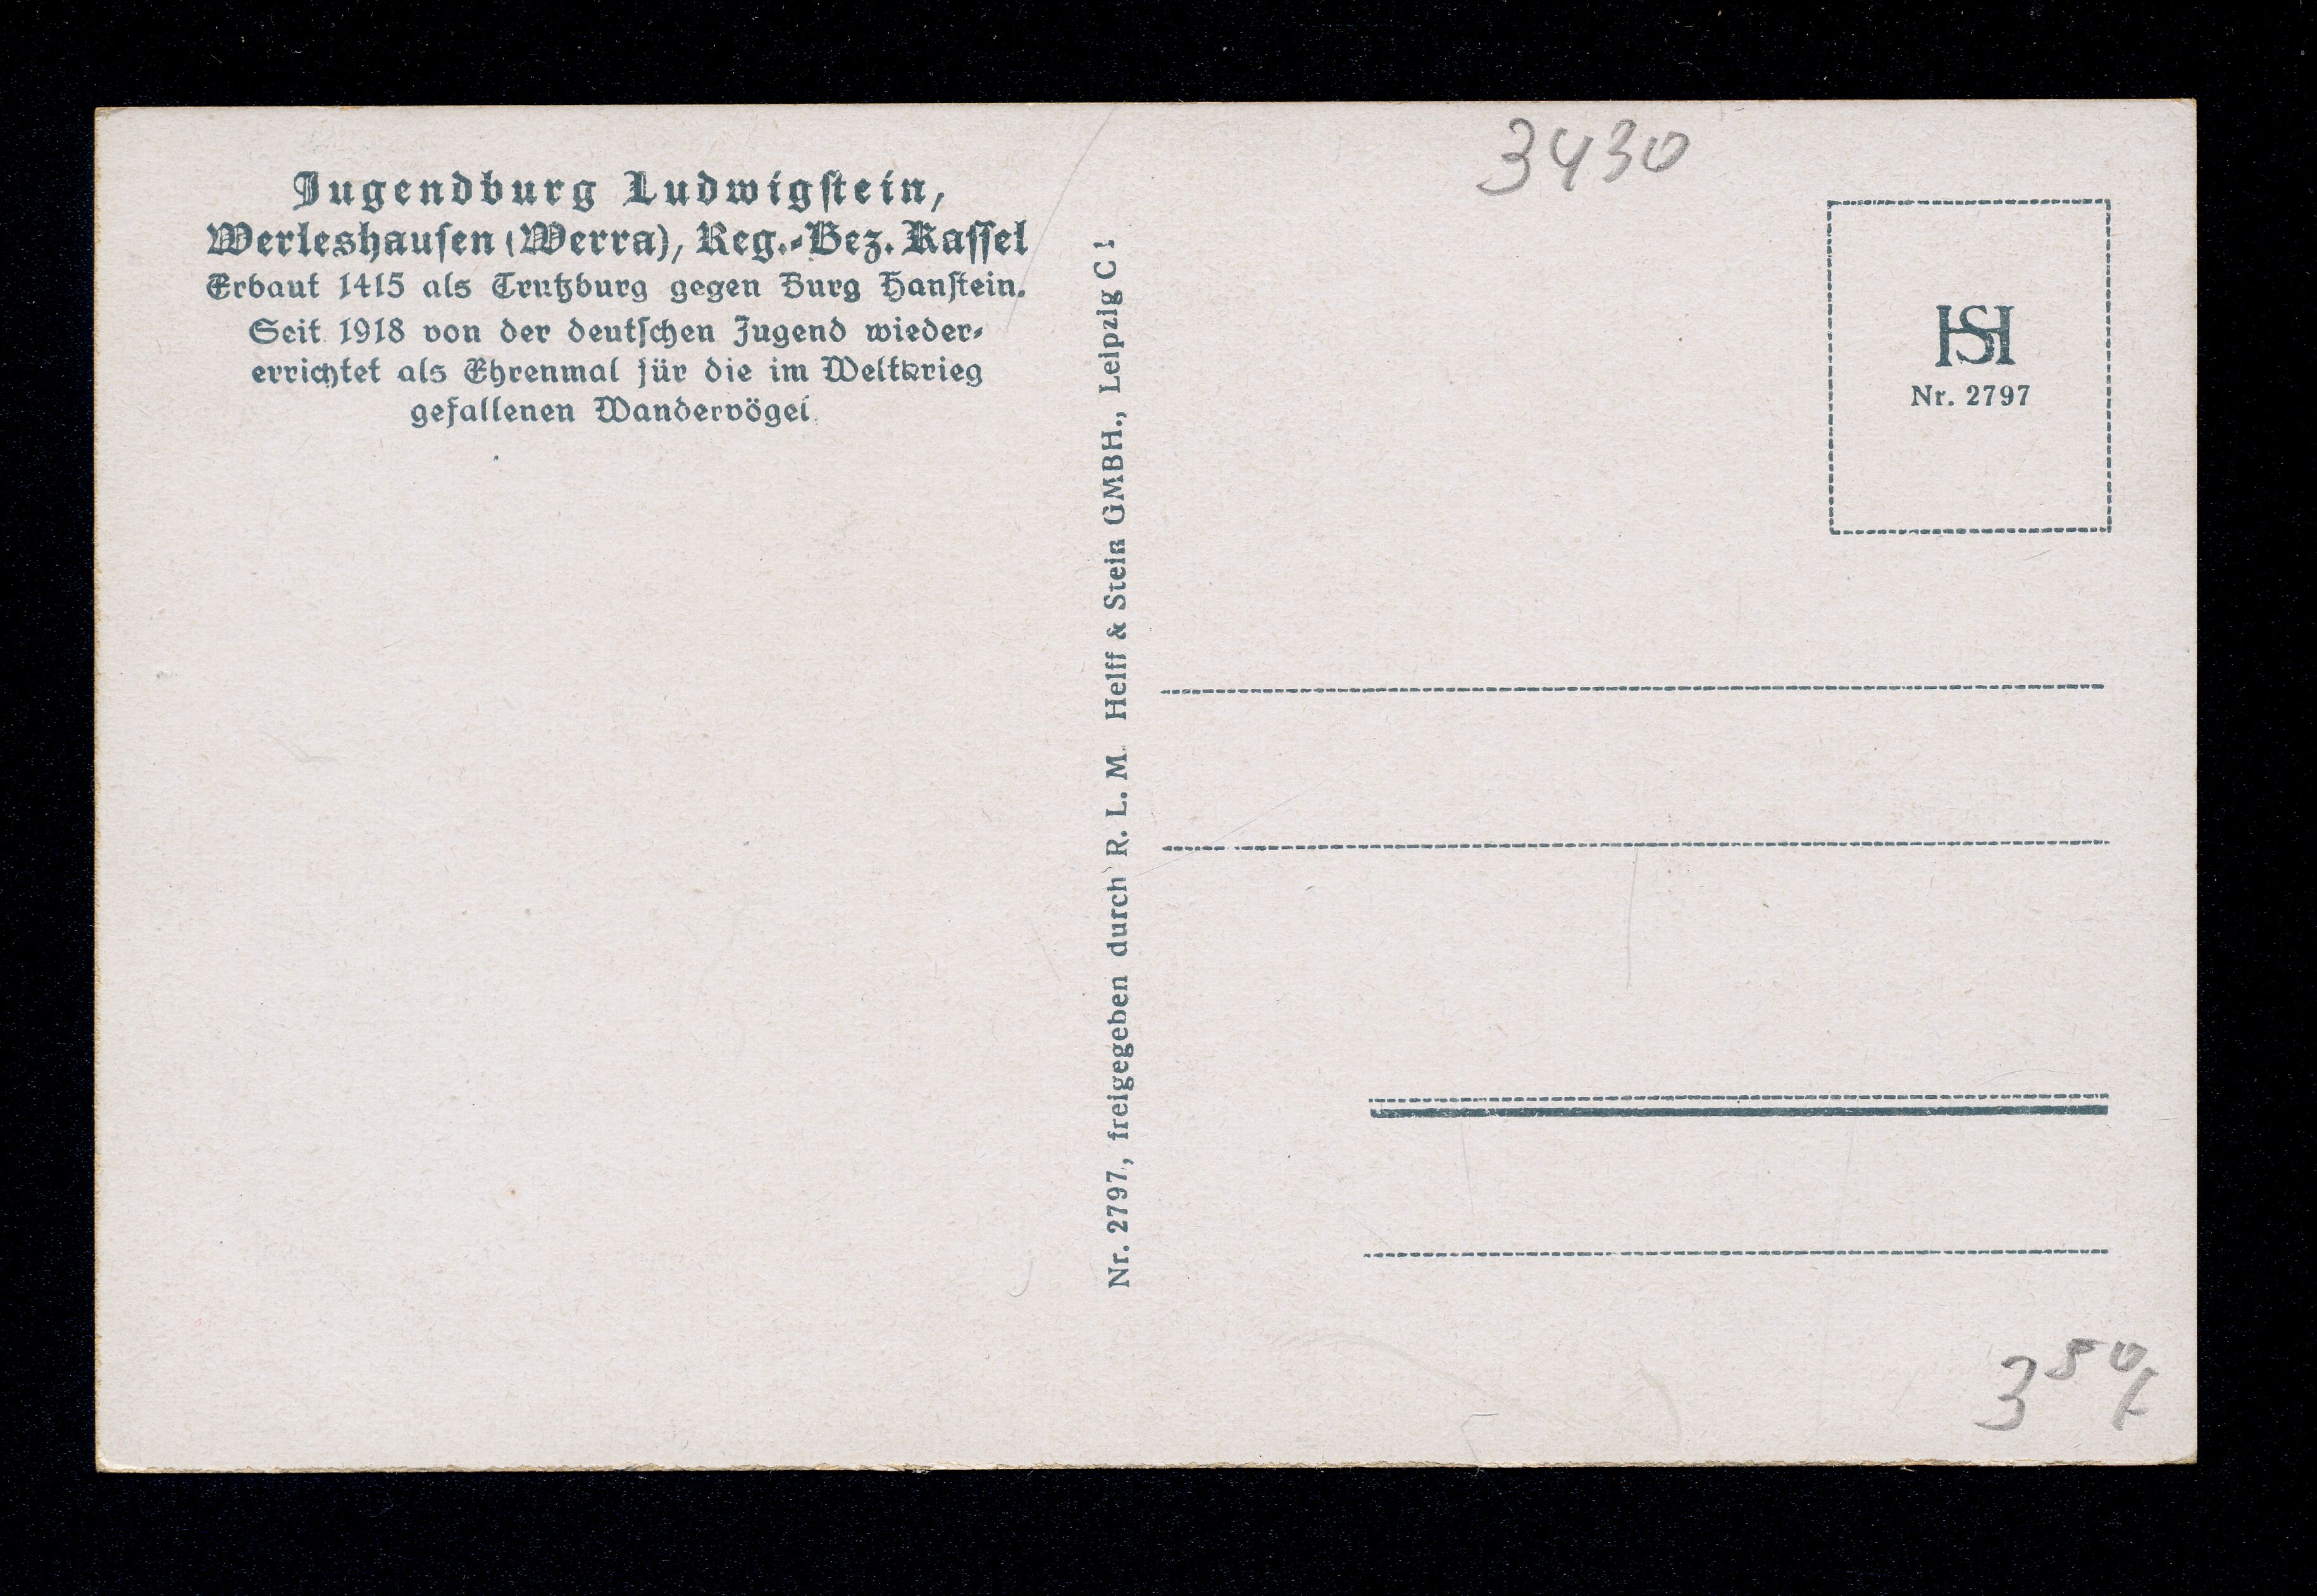 Jugendburg Ludwigſtein,
Werleshauſen (Werra), Reg.-Bez. Kaſſel
Erbaut 1415 als Trutzburg gegen Burg Hanſtein.
Seit 1918 von der deutſchen Jugend wieder-
errichtet als Ehrenmal für die im Weltkrieg
gefallenen Wandervögel.
Nr. 2797, freigegeben durch R. L. M. Helff & Stein GMBH., Leipzig C 1
3430
HS
Nr. 2797
3 50